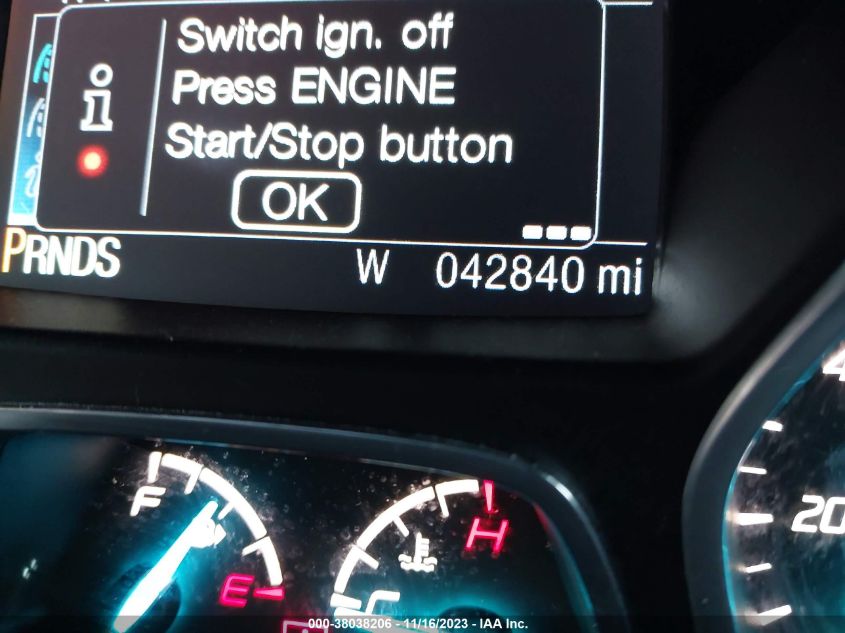 Switch ign. off
Press ENGINE
Start/Stop button
OK
PRNDS W 042840 mi
F
E
H
C
20
000-38038206 - 11/16/2023 - IAA Inc.